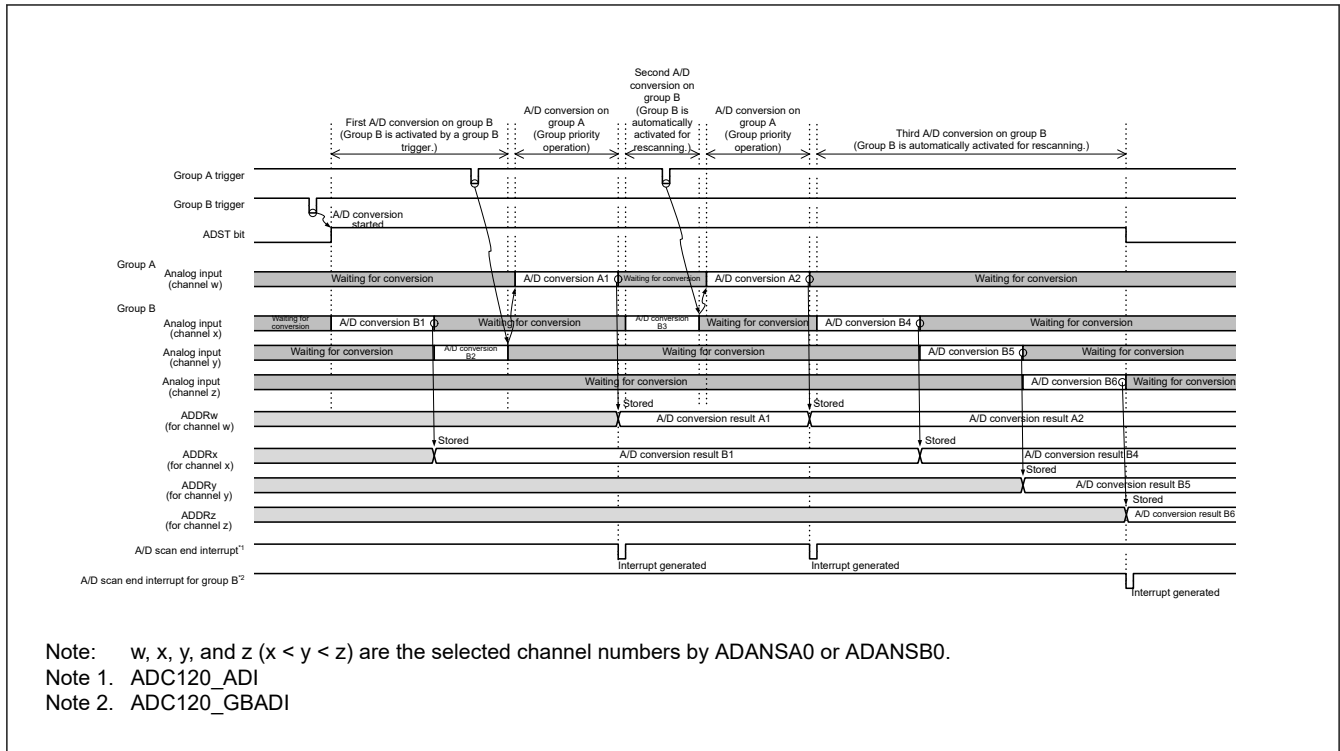 Second A/D
conversion on
group B
(Group B is
automatically
activated for
rescanning.)
First A/D conversion on group B
(Group B is activated by a group B
trigger.)
A/D conversion on
group A
(Group priority
operation)
A/D conversion on
group A
(Group priority
operation)
Third A/D conversion on group B
(Group B is automatically activated for rescanning.)
Group A trigger
Group B trigger
A/D conversion
started
ADST bit
Group A
Analog input
(channel w)
Waiting for conversion
A/D conversion A1
Waiting for conversion
A/D conversion A2
Waiting for conversion
Group B
Analog input
(channel x)
Waiting for
conversion
A/D conversion B1
Waiting for conversion
A/D conversion
B3
Waiting for conversion
A/D conversion B4
Waiting for conversion
Analog input
(channel y)
Waiting for conversion
A/D conversion
B2
Waiting for conversion
A/D conversion B5
Waiting for conversion
Analog input
(channel z)
Waiting for conversion
A/D conversion B6
Waiting for conversion
Stored
Stored
ADDRw
(for channel w)
A/D conversion result A1
A/D conversion result A2
Stored
Stored
ADDRx
(for channel x)
A/D conversion result B1
A/D conversion result B4
Stored
ADDRy
(for channel y)
A/D conversion result B5
Stored
ADDRz
(for channel z)
A/D conversion result B6
A/D scan end interrupt*1
Interrupt generated
Interrupt generated
A/D scan end interrupt for group B*2
Interrupt generated
Note: w, x, y, and z (x < y < z) are the selected channel numbers by ADANSA0 or ADANSB0.
Note 1. ADC120_ADI
Note 2. ADC120_GBADI